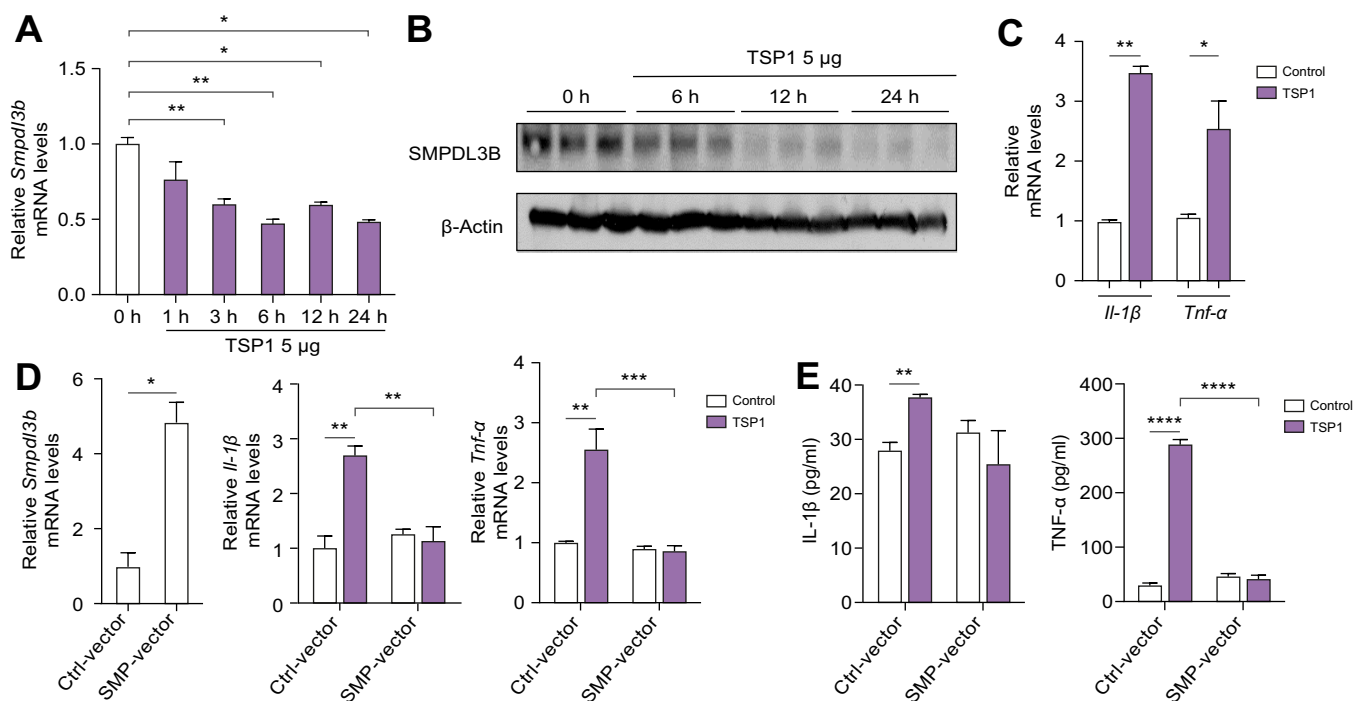 A
*
*
**
**
Relative Smpdl3b
mRNA levels
1.5
1.0
0.5
0.0
0 h 1 h 3 h 6 h 12 h 24 h
TSP1 5 µg
B
TSP1 5 µg
0 h 6 h 12 h 24 h
SMPDL3B
β-Actin
C
Relative
mRNA levels
4
3
2
1
0
** *
Il-1β Tnf-α
Control
TSP1
D
Relative Smpdl3b
mRNA levels
6
4
2
0
*
Ctrl-vector
SMP-vector
Relative Il-1β
mRNA levels
4
3
2
1
0
**
**
Ctrl-vector
SMP-vector
Relative Tnf-α
mRNA levels
4
3
2
1
0
***
**
Ctrl-vector
SMP-vector
Control
TSP1
E
IL-1β (pg/ml)
40
30
20
10
0
**
Ctrl-vector
SMP-vector
TNF-α (pg/ml)
400
300
200
100
0
****
****
Ctrl-vector
SMP-vector
Control
TSP1